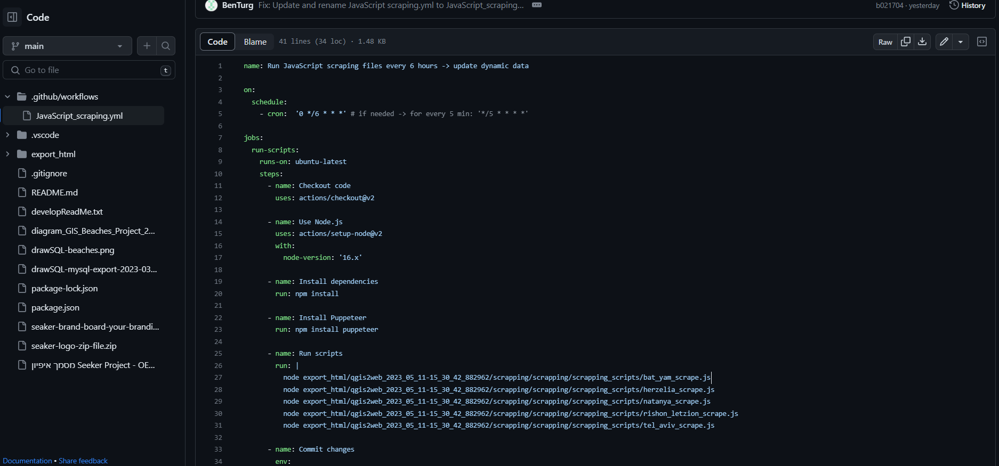 Code
main
Go to file
t
.github/workflows
JavaScript_scraping.yml
.vscode
export_html
.gitignore
README.md
developReadMe.txt
diagram_GIS_Beaches_Project_2...
drawSQL-beaches.png
drawSQL-mysql-export-2023-03...
package-lock.json
package.json
seaker-brand-board-your-brandi...
seaker-logo-zip-file.zip
מסמך איפיון Seeker Project - OE...
Documentation • Share feedback
BenTurg Fix: Update and rename JavaScript scraping.yml to JavaScript_scraping...
b021704 · yesterday
History
Code
Blame
41 lines (34 loc) · 1.48 KB
Raw
1 name: Run JavaScript scraping files every 6 hours -> update dynamic data
2
3 on:
4   schedule:
5     - cron:  '0 */6 * * *' # if needed -> for every 5 min: '*/5 * * * *'
6
7 jobs:
8   run-scripts:
9     runs-on: ubuntu-latest
10     steps:
11       - name: Checkout code
12         uses: actions/checkout@v2
13
14       - name: Use Node.js
15         uses: actions/setup-node@v2
16         with:
17           node-version: '16.x'
18
19       - name: Install dependencies
20         run: npm install
21
22       - name: Install Puppeteer
23         run: npm install puppeteer
24
25       - name: Run scripts
26         run: |
27           node export_html/qgis2web_2023_05_11-15_30_42_882962/scrapping/scrapping/scrapping_scripts/bat_yam_scrape.js
28           node export_html/qgis2web_2023_05_11-15_30_42_882962/scrapping/scrapping/scrapping_scripts/herzelia_scrape.js
29           node export_html/qgis2web_2023_05_11-15_30_42_882962/scrapping/scrapping/scrapping_scripts/natanya_scrape.js
30           node export_html/qgis2web_2023_05_11-15_30_42_882962/scrapping/scrapping/scrapping_scripts/rishon_letzion_scrape.js
31           node export_html/qgis2web_2023_05_11-15_30_42_882962/scrapping/scrapping/scrapping_scripts/tel_aviv_scrape.js
32
33       - name: Commit changes
34         env: